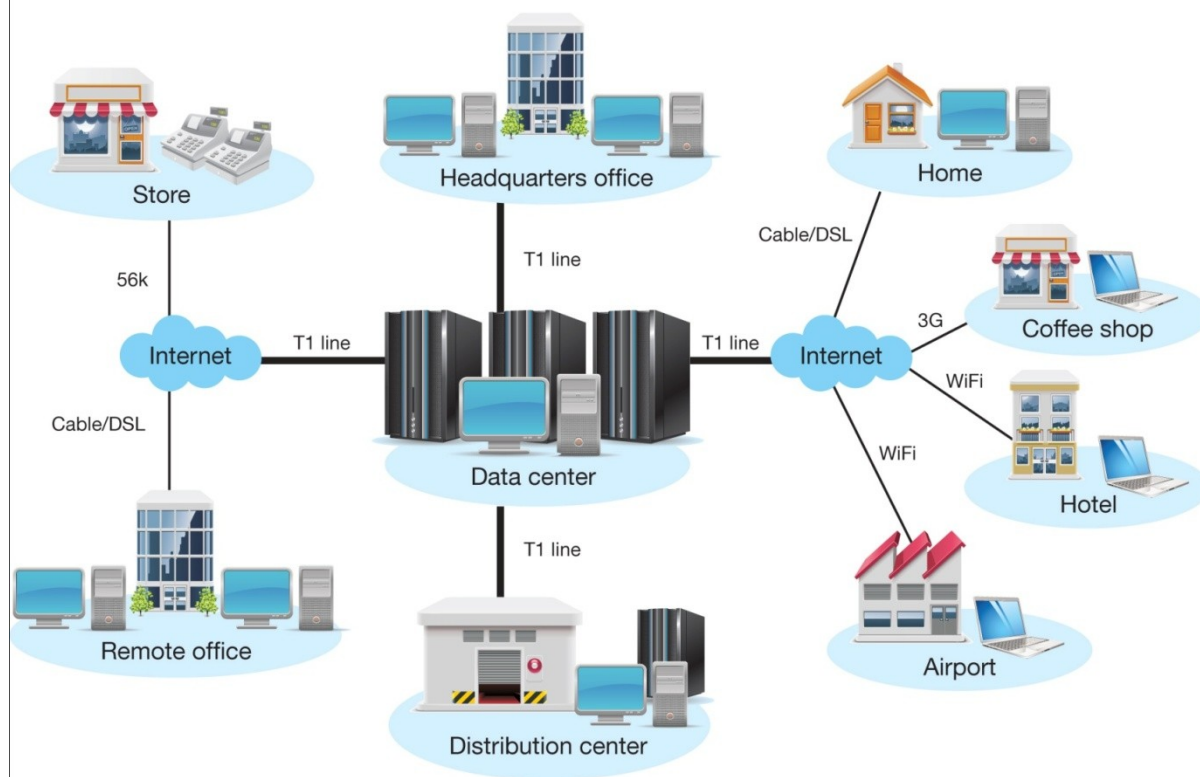 Store
Headquarters office
Home
Cable/DSL
T1 line
56k
3G
Coffee shop
Internet
T1 line
T1 line
Internet
WiFi
Cable/DSL
WiFi
Data center
Hotel
T1 line
Remote office
Airport
Distribution center